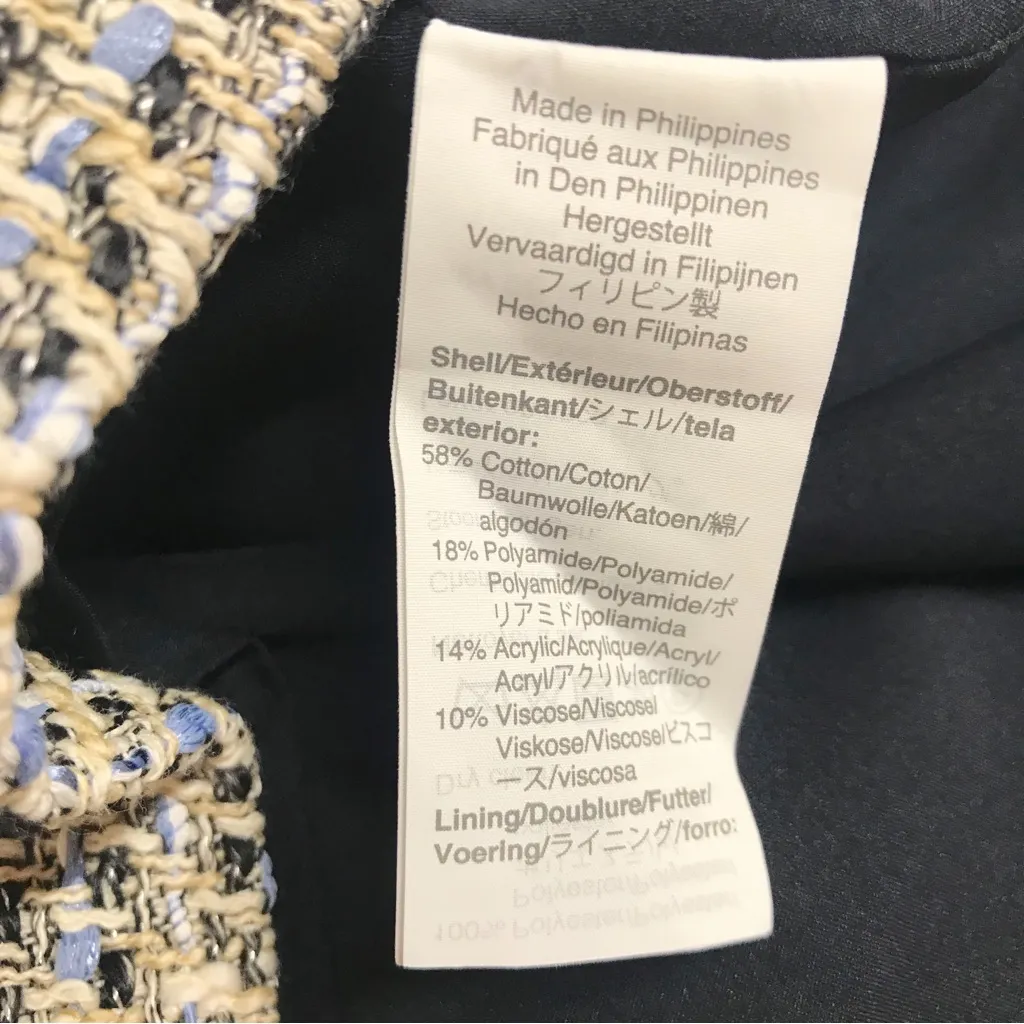 Made in Philippines
Fabriqué aux Philippines
in Den Philippinen
Hergestellt
Vervaardigd in Filipijnen
フィリピン製
Hecho en Filipinas
Shell/Extérieur/Oberstoff/
Buitenkant/シェル/tela
exterior:
58% Cotton/Coton/
Baumwolle/Katoen/綿/
algodón
18% Polyamide/Polyamide/
Polyamid/Polyamide/ポ
リアミド/poliamida
14% Acrylic/Acrylique/Acryl/
Acryl/アクリル/acrílico
10% Viscose/Viscose/
Viskose/Viscose/ビスコ
ース/viscosa
Lining/Doublure/Futter/
Voering/ライニング/forro: